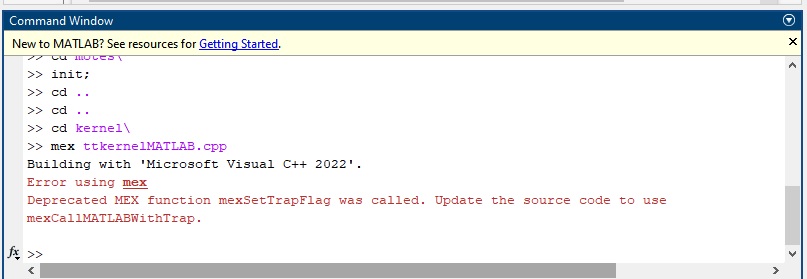 Command Window
New to MATLAB? See resources for Getting Started.
>> cd motes\
>> init;
>> cd ..
>> cd ..
>> cd kernel\
>> mex ttkernelMATLAB.cpp
Building with 'Microsoft Visual C++ 2022'.
Error using mex
Deprecated MEX function mexSetTrapFlag was called. Update the source code to use
mexCallMATLABWithTrap.
fx >>